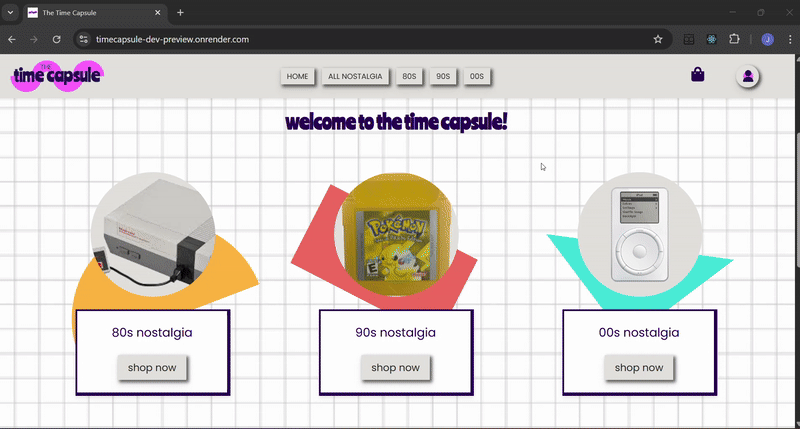 The Time Capsule
timecapsule-dev-preview.onrender.com
J
THE
time capsule
HOME
ALL NOSTALGIA
80S
90S
00S
welcome to the time capsule!
POKéMON
E
80s nostalgia
90s nostalgia
00s nostalgia
shop now
shop now
shop now